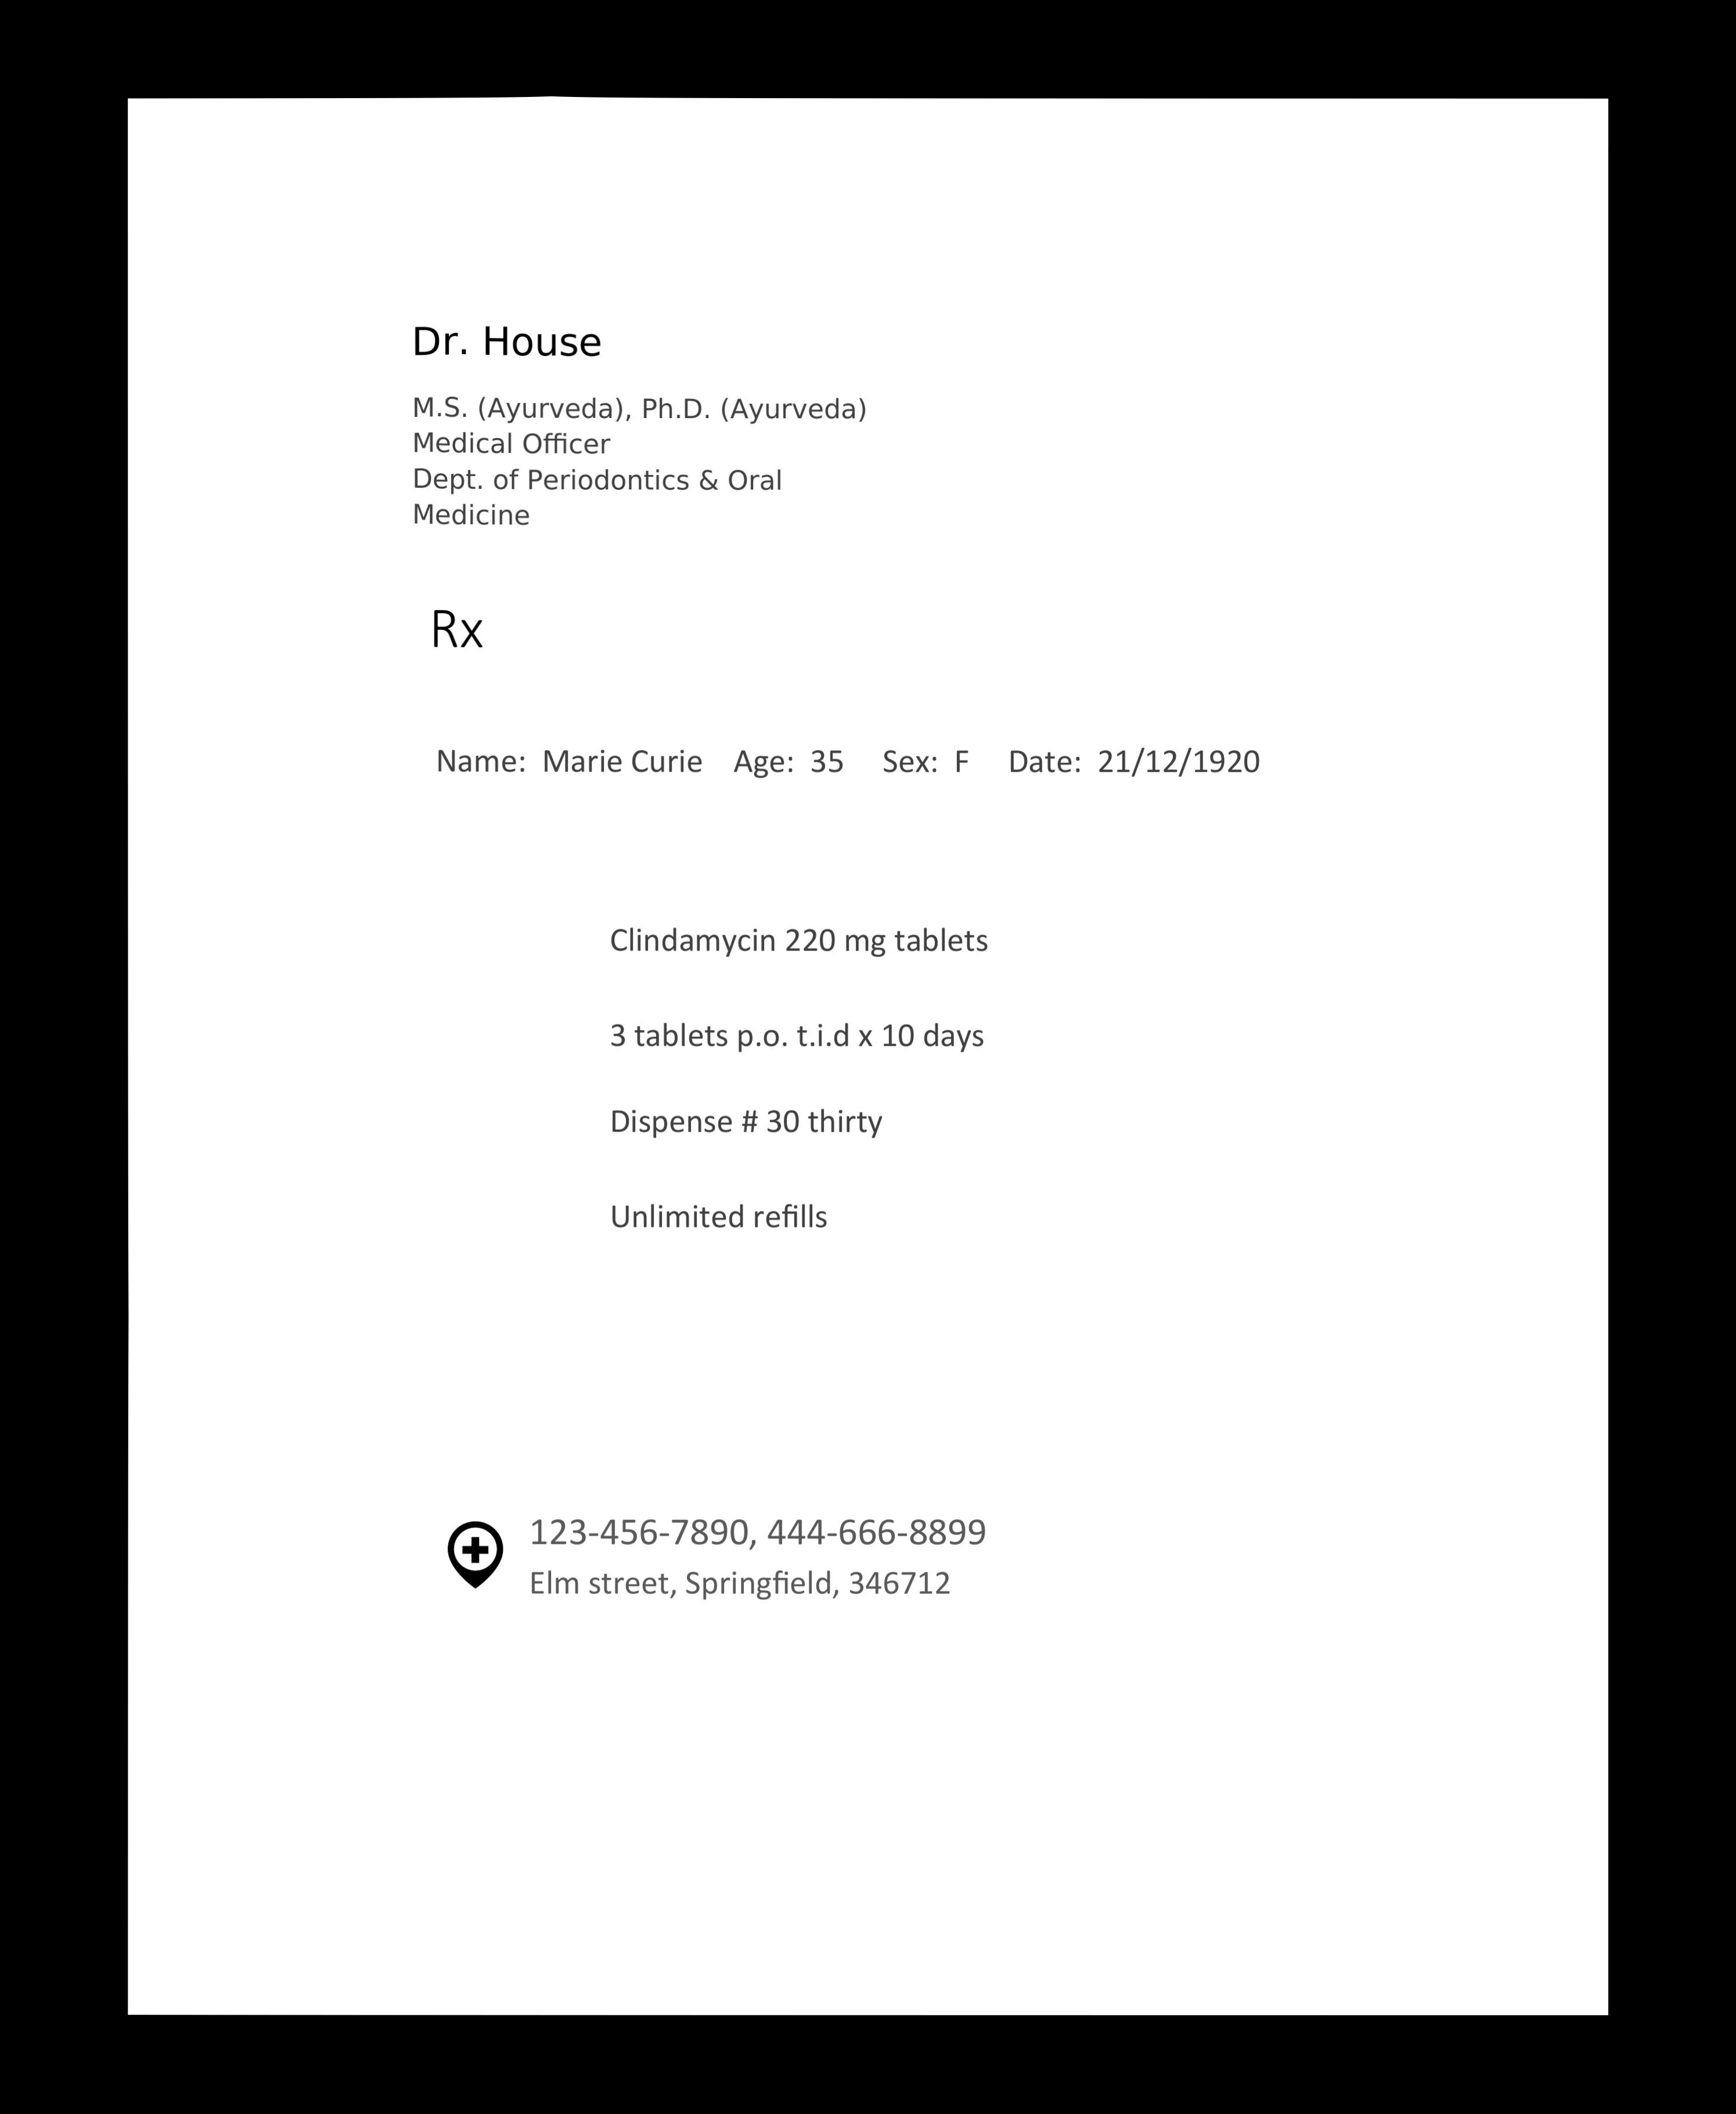 Dr. House
M.S. (Ayurveda), Ph.D. (Ayurveda)
Medical Officer
Dept. of Periodontics & Oral
Medicine
Rx
Name: Marie Curie Age: 35 Sex: F Date: 21/12/1920
Clindamycin 220 mg tablets
3 tablets p.o. t.i.d x 10 days
Dispense # 30 thirty
Unlimited refills
123-456-7890, 444-666-8899
Elm street, Springfield, 346712